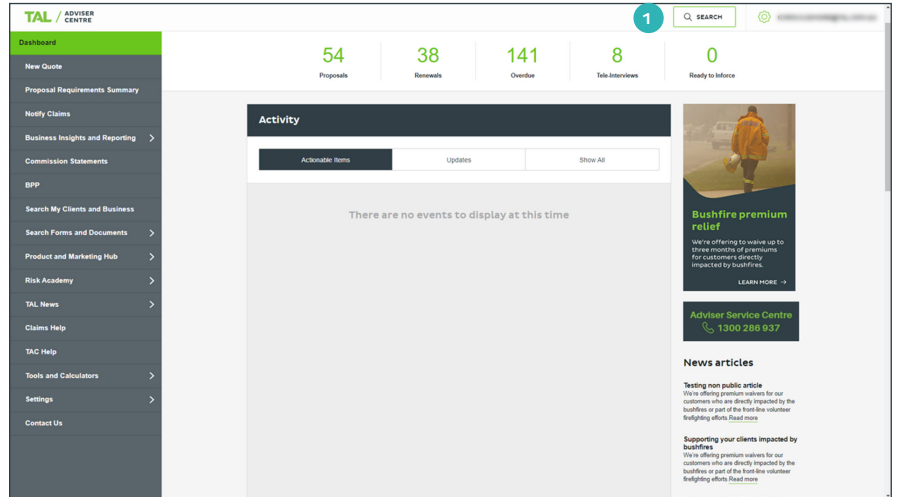 TAL / ADVISER CENTRE
1
SEARCH
Dashboard
New Quote
Proposal Requirements Summary
Notify Claims
Business Insights and Reporting
Commission Statements
BPP
Search My Clients and Business
Search Forms and Documents
Product and Marketing Hub
Risk Academy
TAL News
Claims Help
TAC Help
Tools and Calculators
Settings
Contact Us
54
Proposals
38
Renewals
141
Overdue
8
Tele-Interviews
0
Ready to Inforce
Activity
Actionable Items
Updates
Show All
There are no events to display at this time
Bushfire premium
relief
We're offering to waive up to
three months of premiums
for customers directly
impacted by bushfires.
LEARN MORE →
Adviser Service Centre
1300 286 937
News articles
Testing non public article
We're offering premium waivers for our
customers who are directly impacted by the
bushfires or part of the front-line volunteer
firefighting efforts Read more
Supporting your clients impacted by
bushfires
We're offering premium waivers for our
customers who are directly impacted by the
bushfires or part of the front-line volunteer
firefighting efforts Read more